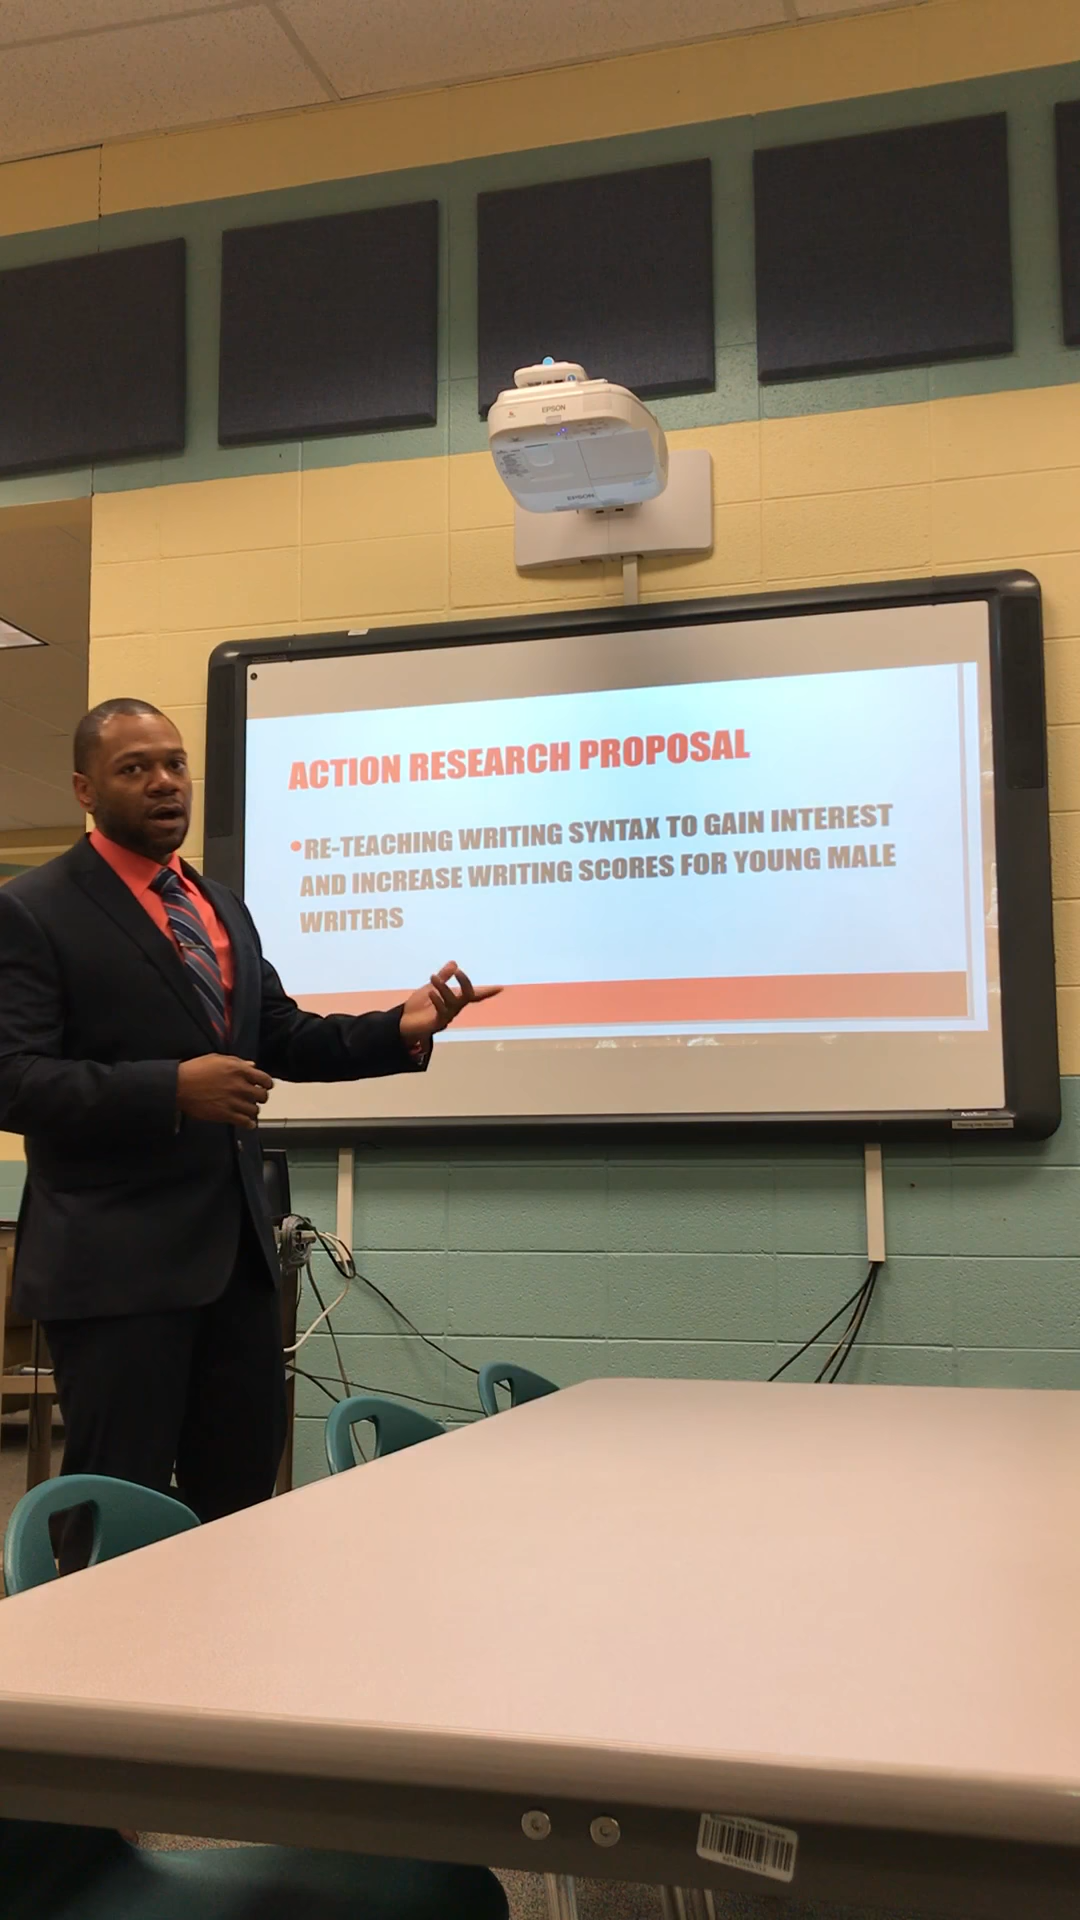 EPSON
EPSON
ACTION RESEARCH PROPOSAL
•RE-TEACHING WRITING SYNTAX TO GAIN INTEREST
AND INCREASE WRITING SCORES FOR YOUNG MALE
WRITERS